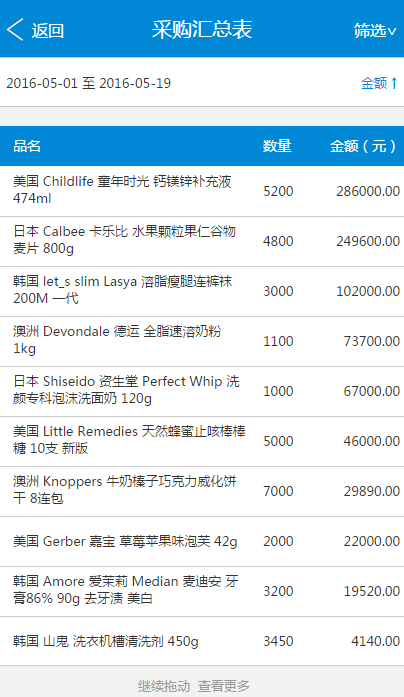 返回 采购汇总表 筛选
2016-05-01 至 2016-05-19 金额↑
品名 数量 金额（元）
美国 Childlife 童年时光 钙镁锌补充液
474ml
5200 286000.00
日本 Calbee 卡乐比 水果颗粒果仁谷物
麦片 800g
4800 249600.00
韩国 let_s slim Lasya 溶脂瘦腿连裤袜
200M 一代
3000 102000.00
澳洲 Devondale 德运 全脂速溶奶粉
1kg
1100 73700.00
日本 Shiseido 资生堂 Perfect Whip 洗
颜专科泡沫洗面奶 120g
1000 67000.00
美国 Little Remedies 天然蜂蜜止咳棒棒
糖 10支 新版
5000 46000.00
澳洲 Knoppers 牛奶榛子巧克力威化饼
干 8连包
7000 29890.00
美国 Gerber 嘉宝 草莓苹果味泡芙 42g 2000 22000.00
韩国 Amore 爱茉莉 Median 麦迪安 牙
膏86% 90g 去牙渍 美白
3200 19520.00
韩国 山鬼 洗衣机槽清洗剂 450g 3450 4140.00
继续拖动 查看更多